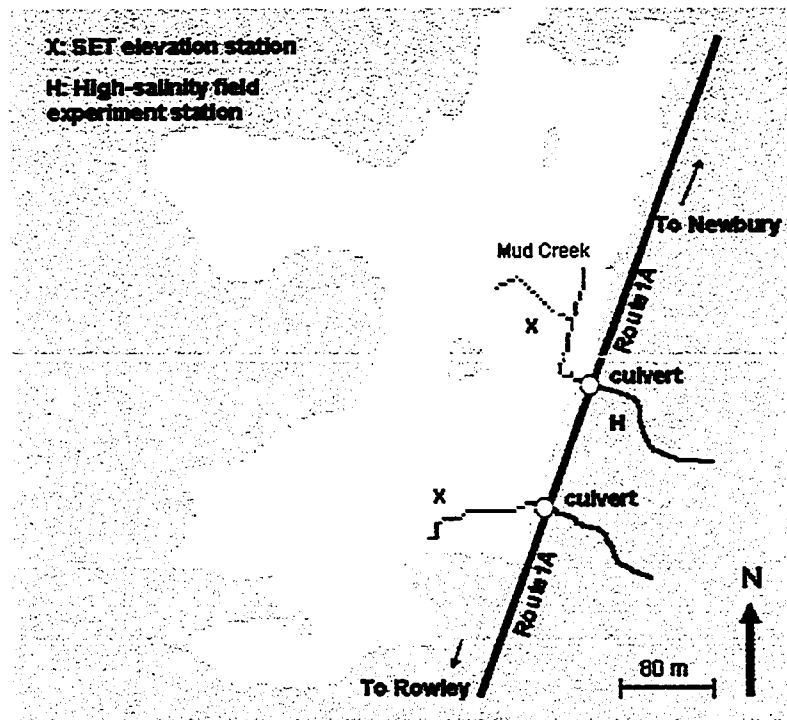 X: SET elevation station
H: High-salinity field
experiment station
To Newbury
Mud Creek
Route 1A
X
culvert
H
X
culvert
Route 1A
N
To Rowley
80 m